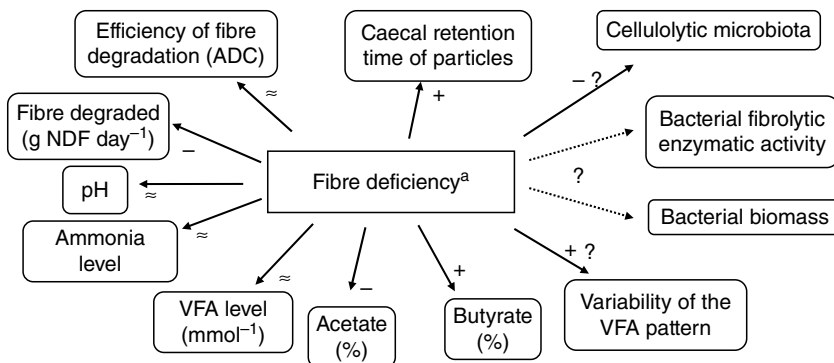 Efficiency of fibre
degradation (ADC)
Caecal retention
time of particles
Cellulolytic microbiota
≈
+
– ?
Fibre degraded
(g NDF day⁻¹)
–
Bacterial fibrolytic
enzymatic activity
Fibre deficiencyᵃ
?
pH
≈
Ammonia
level
≈
Bacterial biomass
VFA level
(mmol⁻¹)
≈
Acetate
(%)
–
Butyrate
(%)
+
+ ?
Variability of the
VFA pattern